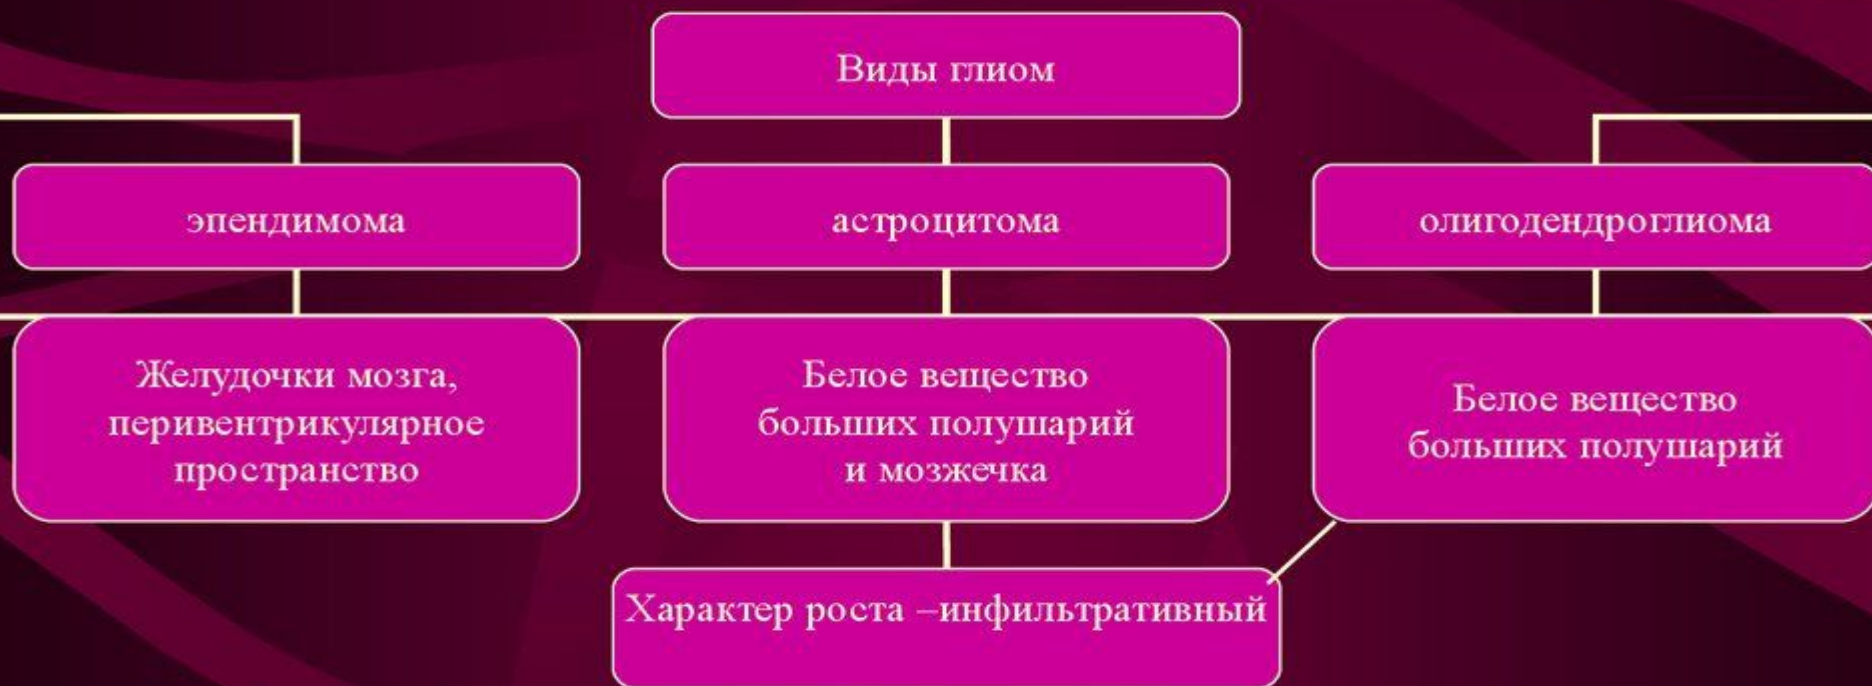 Виды глиом
эпендимома
астроцитома
олигодендроглиома
Желудочки мозга,
перивентрикулярное
пространство
Белое вещество
больших полушарий
и мозжечка
Белое вещество
больших полушарий
Характер роста –инфильтративный